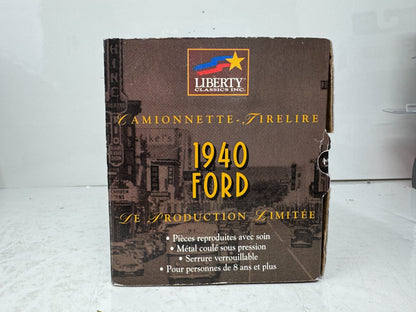 LIBERTY
CLASSICS INC.
CAMIONNETTE-TIRELIRE
1940
FORD
DE PRODUCTION LIMITÉE
• Pièces reproduites avec soin
• Métal coulé sous pression
• Serrure verrouillable
• Pour personnes de 8 ans et plus